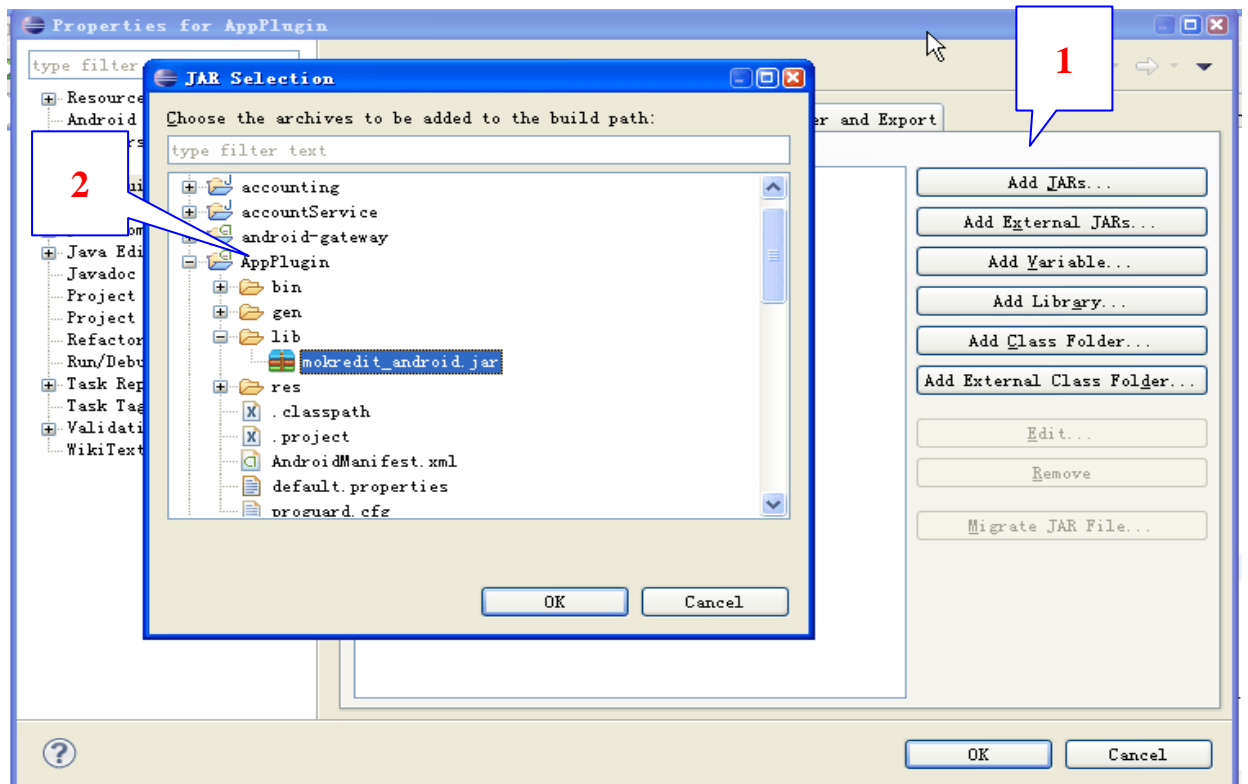 Properties for AppPlugin
1
type filter
Resource
Android
2
Java Edi
Javadoc
Project
Project
Refactor
Run/Debu
Task Rep
Task Tag
Validati
WikiText
JAR Selection
Choose the archives to be added to the build path:
type filter text
accounting
accountService
android-gateway
AppPlugin
bin
gen
lib
mokredit_android.jar
res
.classpath
.project
AndroidManifest.xml
default.properties
proguard.cfg
OK Cancel
er and Export
Add JARs...
Add External JARs...
Add Variable...
Add Library...
Add Class Folder...
Add External Class Folder...
Edit...
Remove
Migrate JAR File...
OK Cancel